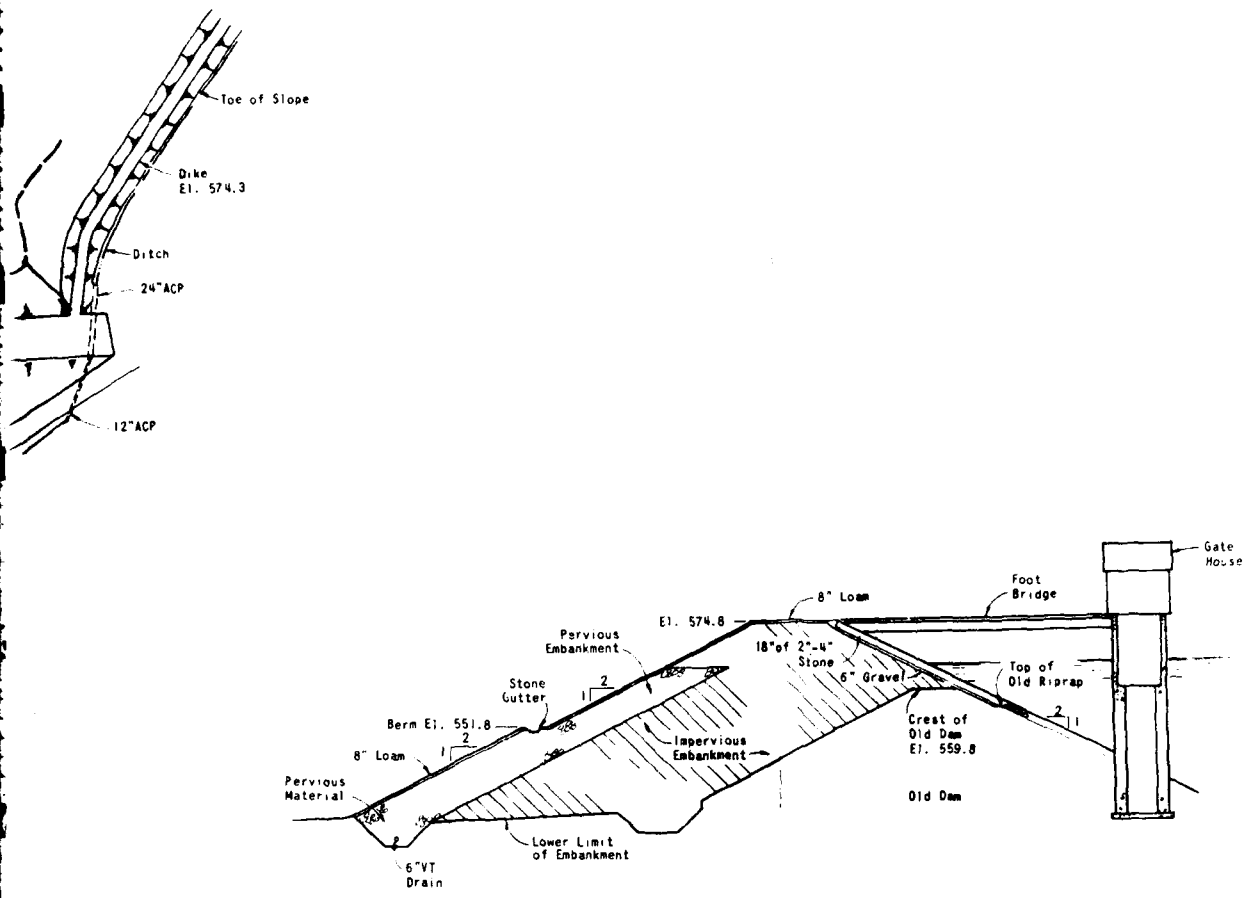 Toe of Slope
Dike
El. 574.3
Ditch
24"ACP
12"ACP
Gate
House
Foot
Bridge
8" Loam
El. 574.8
Pervious
Embankment
18"of 2"-4"
Stone
6" Gravel
Top of
Old Riprap
Stone
Gutter
2
1
2
1
Berm El. 551.8
2
1
8" Loam
Impervious
Embankment
Crest of
Old Dam
El. 559.8
Pervious
Material
Old Dam
Lower Limit
of Embankment
6"VT
Drain